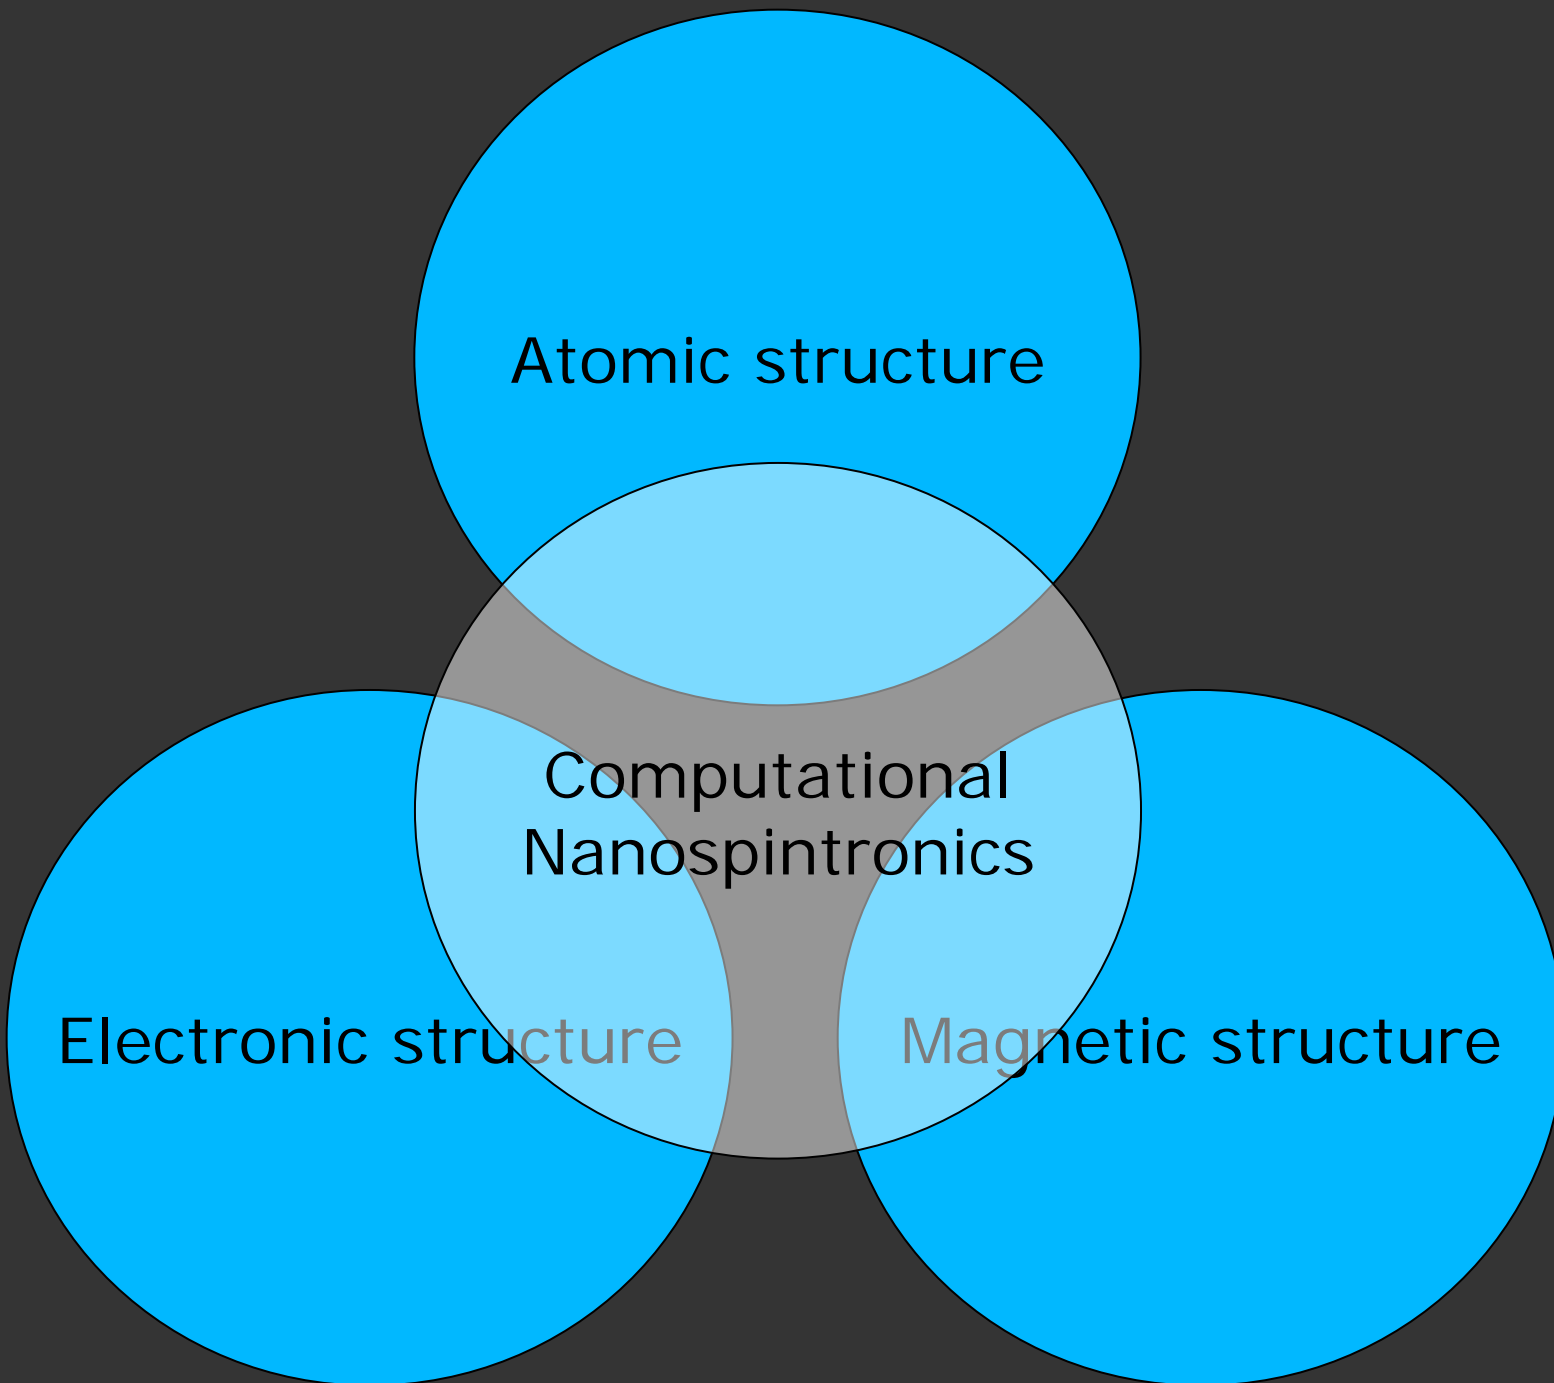 Atomic structure
Computational
Nanospintronics
Electronic structure
Magnetic structure